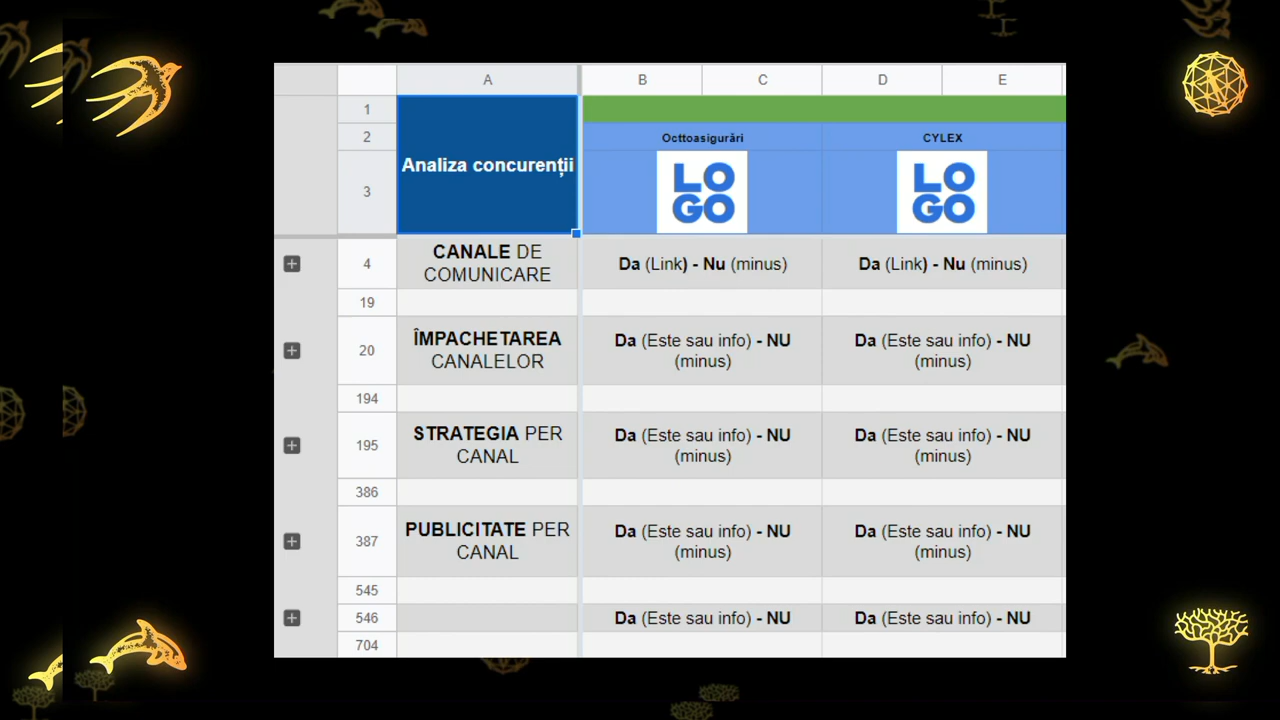 A B C D E
1
2 Octtoasigurări CYLEX
Analiza concurenții
3 LO LO
GO GO
CANALE DE
4 Da (Link) - Nu (minus) Da (Link) - Nu (minus)
COMUNICARE
19
ÎMPACHETAREA Da (Este sau info) - NU Da (Este sau info) - NU
20
CANALELOR (minus) (minus)
194
STRATEGIA PER Da (Este sau info) - NU Da (Este sau info) - NU
195
CANAL (minus) (minus)
386
PUBLICITATE PER Da (Este sau info) - NU Da (Este sau info) - NU
387
CANAL (minus) (minus)
545
546 Da (Este sau info) - NU Da (Este sau info) - NU
704